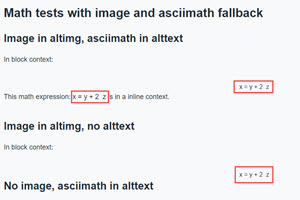 Math tests with image and asciimath fallback
Image in altimg, asciimath in alttext
In block context:
x = y + 2 z
This math expression: x = y + 2 z s in a inline context.
Image in altimg, no alttext
In block context:
x = y + 2 z
No image, asciimath in alttext